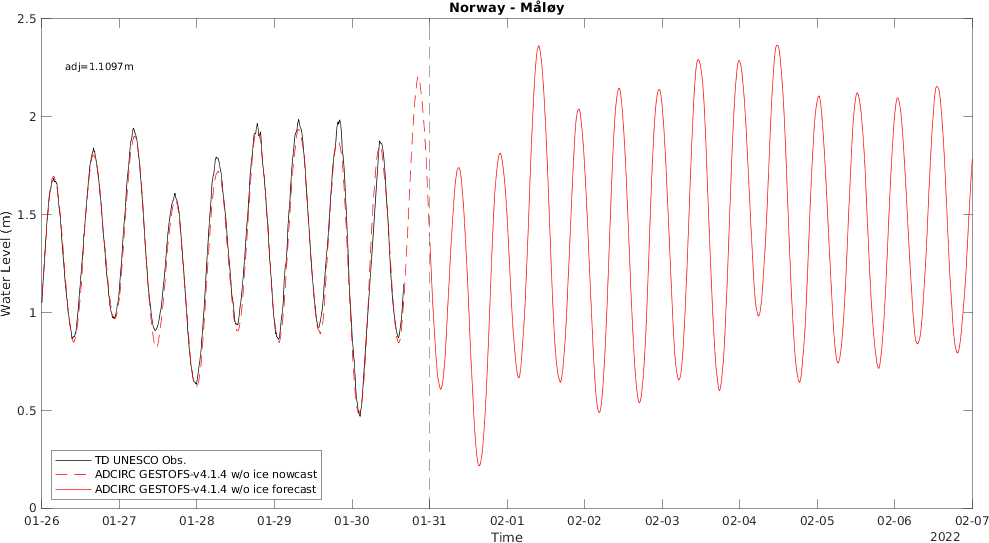 Norway - Måløy
2.5
adj=1.1097m
2
1.5
Water Level (m)
1
0.5
TD UNESCO Obs.
ADCIRC GESTOFS-v4.1.4 w/o ice nowcast
ADCIRC GESTOFS-v4.1.4 w/o ice forecast
0
01-26 01-27 01-28 01-29 01-30 01-31 02-01 02-02 02-03 02-04 02-05 02-06 02-07
Time
2022